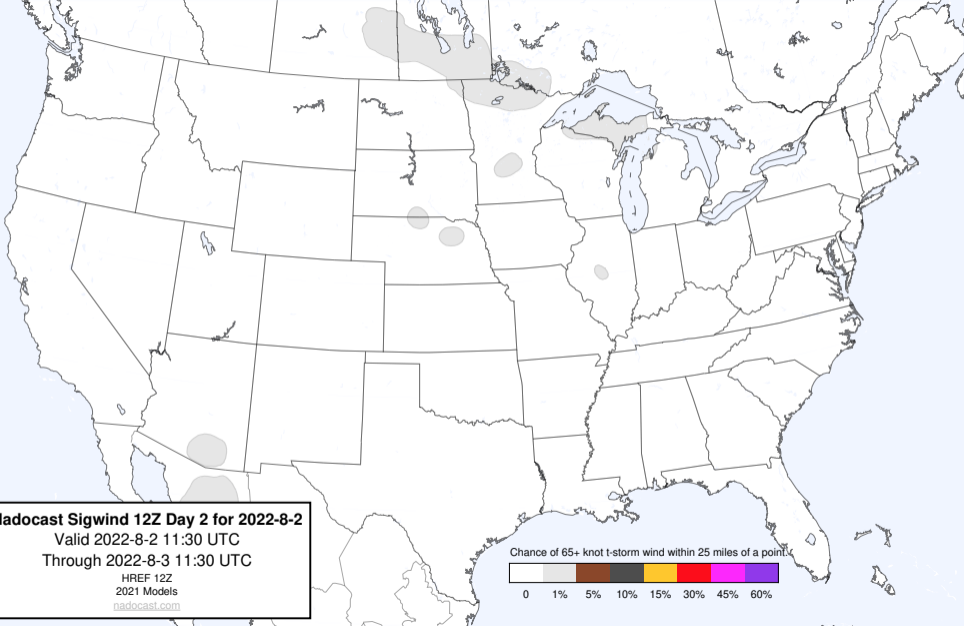 Nadocast Sigwind 12Z Day 2 for 2022-8-2
Valid 2022-8-2 11:30 UTC
Through 2022-8-3 11:30 UTC
HREF 12Z
2021 Models
nadocast.com
Chance of 65+ knot t-storm wind within 25 miles of a point.
0 1% 5% 10% 15% 30% 45% 60%